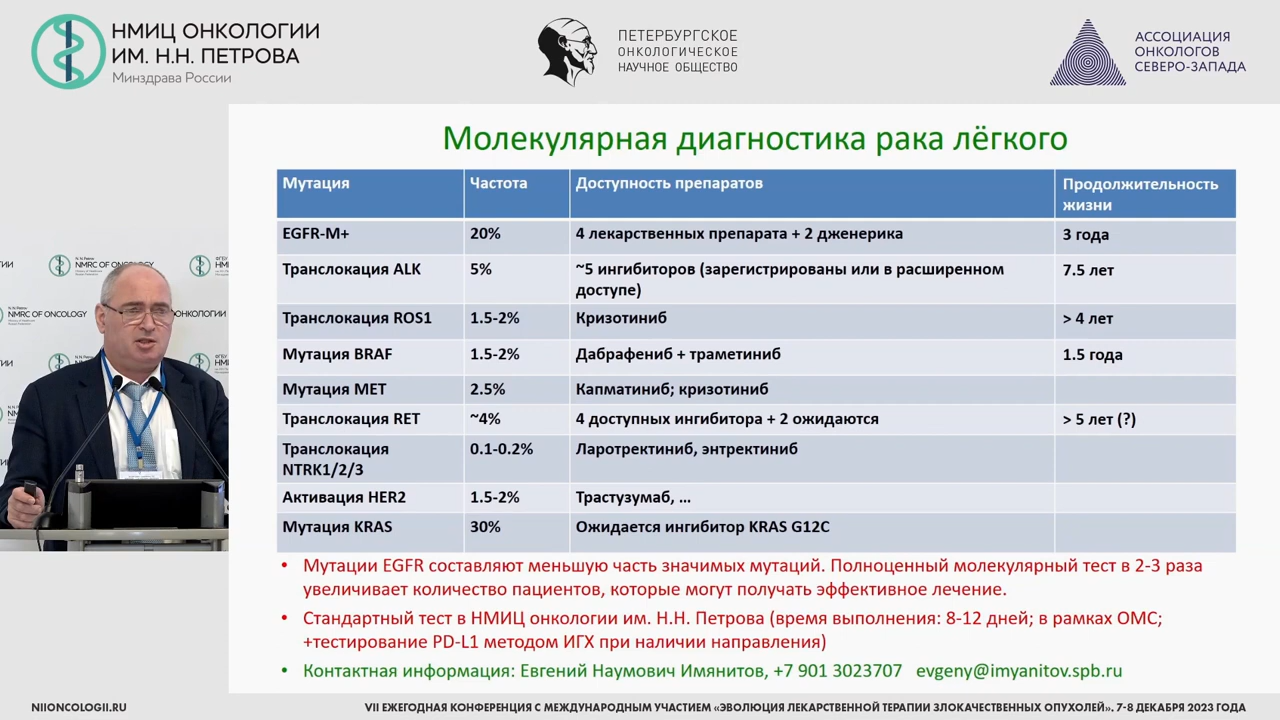 НМИЦ ОНКОЛОГИИ
ИМ. Н.Н. ПЕТРОВА
Минздрава России
ПЕТЕРБУРГСКОЕ
ОНКОЛОГИЧЕСКОЕ
НАУЧНОЕ ОБЩЕСТВО
АССОЦИАЦИЯ
ОНКОЛОГОВ
СЕВЕРО-ЗАПАДА
Молекулярная диагностика рака лёгкого
Мутация Частота Доступность препаратов Продолжительность
жизни
EGFR-M+ 20% 4 лекарственных препарата + 2 дженерика 3 года
Транслокация ALK 5% ~5 ингибиторов (зарегистрированы или в расширенном 7.5 лет
доступе)
Транслокация ROS1 1.5-2% Кризотиниб > 4 лет
Мутация BRAF 1.5-2% Дабрафениб + траметиниб 1.5 года
Мутация MET 2.5% Капматиниб; кризотиниб
Транслокация RET ~4% 4 доступных ингибитора + 2 ожидаются > 5 лет (?)
Транслокация 0.1-0.2% Ларотректиниб, энтректиниб
NTRK1/2/3
Активация HER2 1.5-2% Трастузумаб, ...
Мутация KRAS 30% Ожидается ингибитор KRAS G12C
• Мутации EGFR составляют меньшую часть значимых мутаций. Полноценный молекулярный тест в 2-3 раза
увеличивает количество пациентов, которые могут получать эффективное лечение.
• Стандартный тест в НМИЦ онкологии им. Н.Н. Петрова (время выполнения: 8-12 дней; в рамках ОМС;
+тестирование PD-L1 методом ИГХ при наличии направления)
• Контактная информация: Евгений Наумович Имянитов, +7 901 3023707 evgeny@imyanitov.spb.ru
NMRC OF ONCOLOGY
NMRC OF ONCOLOGY
ОНКОЛОГИИ
NIIONCOLOGII.RU
VII ЕЖЕГОДНАЯ КОНФЕРЕНЦИЯ С МЕЖДУНАРОДНЫМ УЧАСТИЕМ «ЭВОЛЮЦИЯ ЛЕКАРСТВЕННОЙ ТЕРАПИИ ЗЛОКАЧЕСТВЕННЫХ ОПУХОЛЕЙ». 7-8 ДЕКАБРЯ 2023 ГОДА